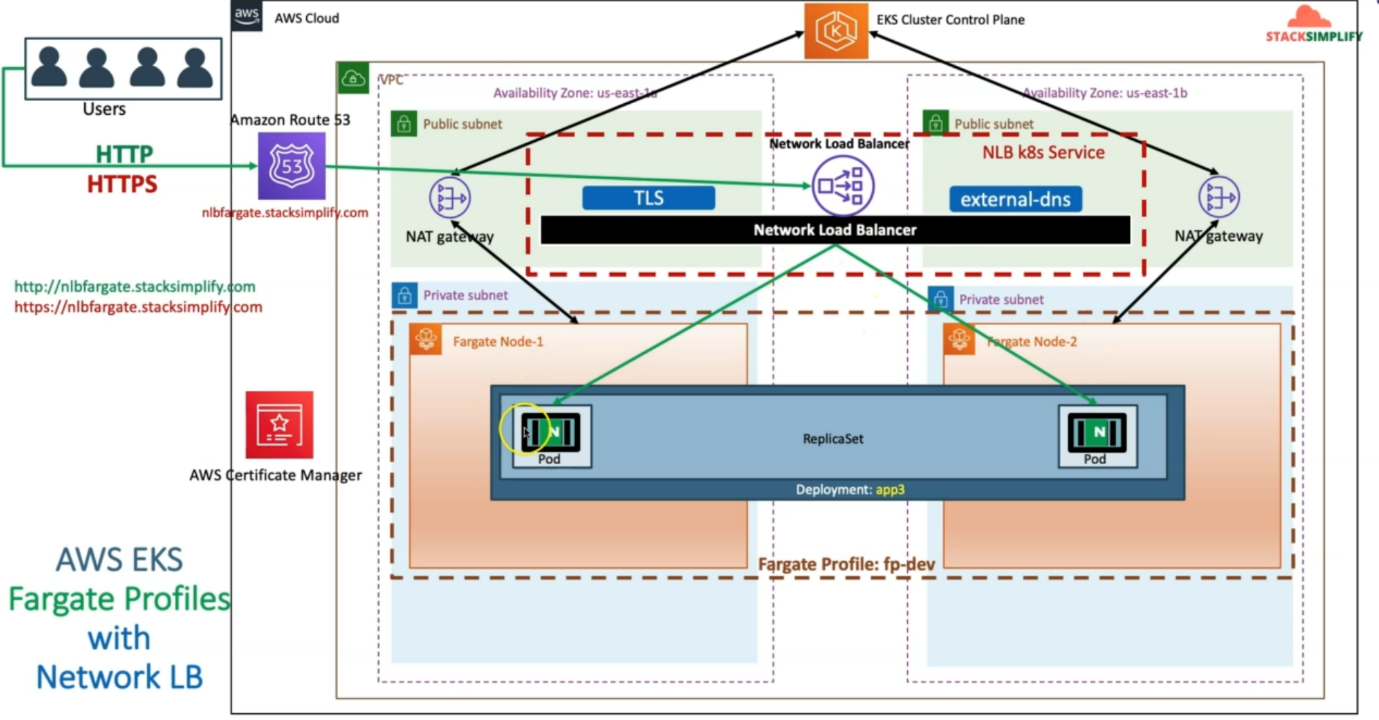 aws
AWS Cloud
EKS Cluster Control Plane
STACKSIMPLIFY
Users
VPC
Availability Zone: us-east-1a
Availability Zone: us-east-1b
Amazon Route 53
53
HTTP
HTTPS
nlbfargate.stacksimplify.com
http://nlbfargate.stacksimplify.com
https://nlbfargate.stacksimplify.com
Public subnet
Public subnet
Network Load Balancer
NLB k8s Service
TLS
external-dns
Network Load Balancer
NAT gateway
NAT gateway
Private subnet
Private subnet
Fargate Node-1
Fargate Node-2
N
Pod
ReplicaSet
N
Pod
Deployment: app3
Fargate Profile: fp-dev
AWS Certificate Manager
AWS EKS
Fargate Profiles
with
Network LB